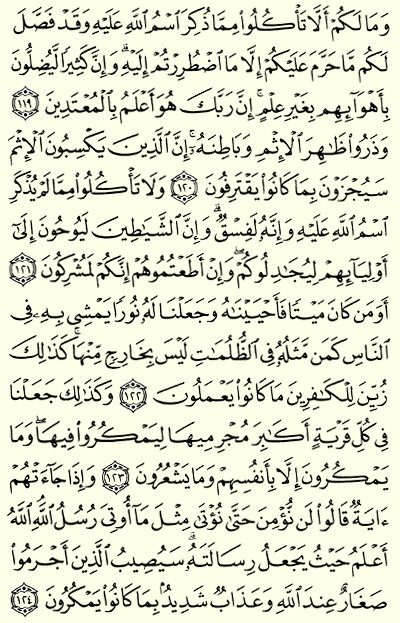 وَمَا لَكُمۡ أَلَّا تَأۡكُلُواْ مِمَّا ذُكِرَ ٱسۡمُ ٱللَّهِ عَلَيۡهِ وَقَدۡ فَصَّلَ
لَكُم مَّا حَرَّمَ عَلَيۡكُمۡ إِلَّا مَا ٱضۡطُرِرۡتُمۡ إِلَيۡهِۗ وَإِنَّ كَثِيرٗا لَّيُضِلُّونَ
بِأَهۡوَآئِهِم بِغَيۡرِ عِلۡمٍۚ إِنَّ رَبَّكَ هُوَ أَعۡلَمُ بِٱلۡمُعۡتَدِينَ ١١٩
وَذَرُواْ ظَٰهِرَ ٱلۡإِثۡمِ وَبَاطِنَهُۥٓۚ إِنَّ ٱلَّذِينَ يَكۡسِبُونَ ٱلۡإِثۡمَ
سَيُجۡزَوۡنَ بِمَا كَانُواْ يَقۡتَرِفُونَ ١٢٠ وَلَا تَأۡكُلُواْ مِمَّا لَمۡ يُذۡكَرِ
ٱسۡمُ ٱللَّهِ عَلَيۡهِ وَإِنَّهُۥ لَفِسۡقٞۗ وَإِنَّ ٱلشَّيَٰطِينَ لَيُوحُونَ إِلَىٰٓ
أَوۡلِيَآئِهِمۡ لِيُجَٰدِلُوكُمۡۖ وَإِنۡ أَطَعۡتُمُوهُمۡ إِنَّكُمۡ لَمُشۡرِكُونَ ١٢١
أَوَمَن كَانَ مَيۡتٗا فَأَحۡيَيۡنَٰهُ وَجَعَلۡنَا لَهُۥ نُورٗا يَمۡشِي بِهِۦ فِي
ٱلنَّاسِ كَمَن مَّثَلُهُۥ فِي ٱلظُّلُمَٰتِ لَيۡسَ بِخَارِجٖ مِّنۡهَاۚ كَذَٰلِكَ
زُيِّنَ لِلۡكَٰفِرِينَ مَا كَانُواْ يَعۡمَلُونَ ١٢٢ وَكَذَٰلِكَ جَعَلۡنَا
فِي كُلِّ قَرۡيَةٍ أَكَٰبِرَ مُجۡرِمِيهَا لِيَمۡكُرُواْ فِيهَاۖ وَمَا
يَمۡكُرُونَ إِلَّا بِأَنفُسِهِمۡ وَمَا يَشۡعُرُونَ ١٢٣ وَإِذَا جَآءَتۡهُمۡ
ءَايَةٞ قَالُواْ لَن نُّؤۡمِنَ حَتَّىٰ نُؤۡتَىٰ مِثۡلَ مَآ أُوتِيَ رُسُلُ ٱللَّهِۘ ٱللَّهُ
أَعۡلَمُ حَيۡثُ يَجۡعَلُ رِسَالَتَهُۥۗ سَيُصِيبُ ٱلَّذِينَ أَجۡرَمُواْ
صَغَارٌ عِندَ ٱللَّهِ وَعَذَابٞ شَدِيدُۢ بِمَا كَانُواْ يَمۡكُرُونَ ١٢٤